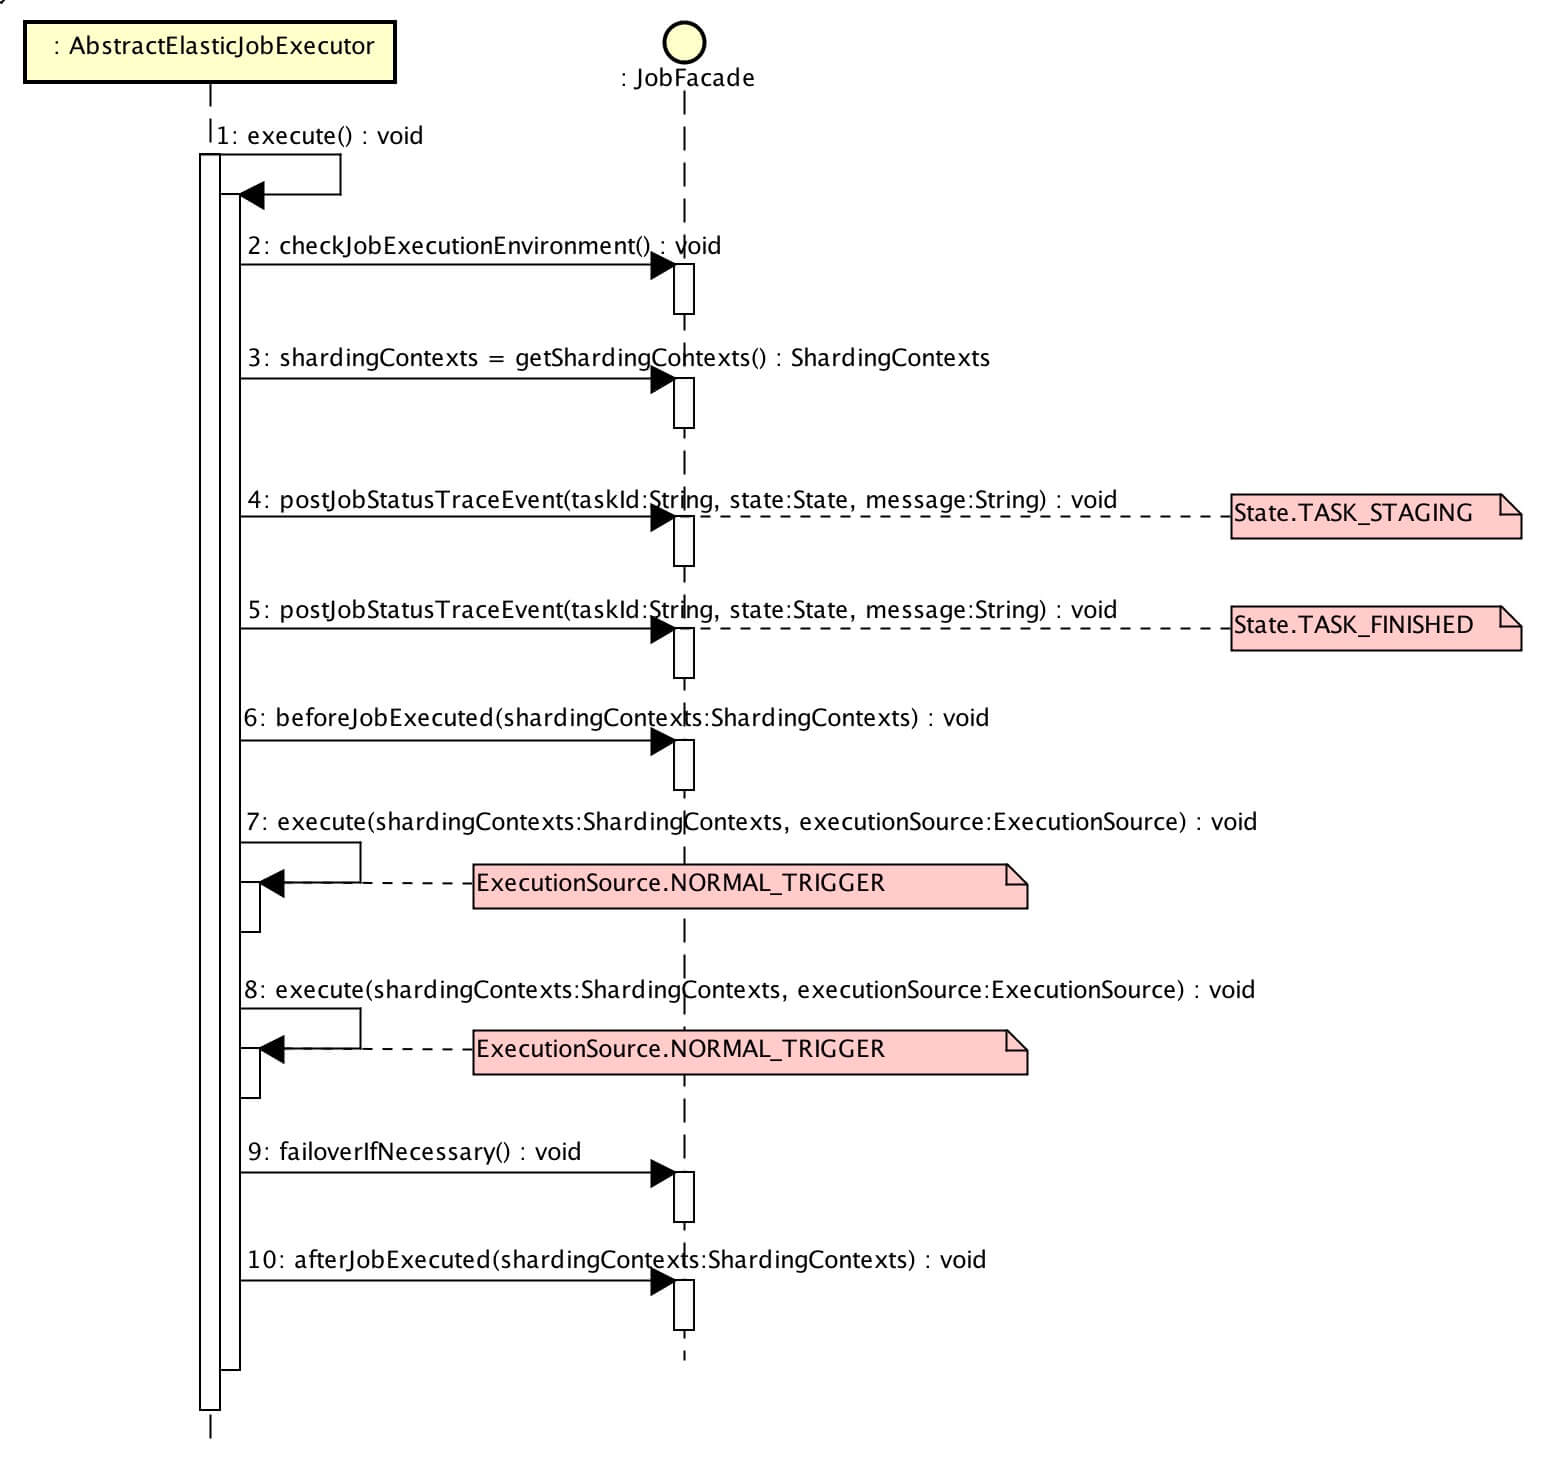 : AbstractElasticJobExecutor
: JobFacade
1: execute() : void
2: checkJobExecutionEnvironment() : void
3: shardingContexts = getShardingContexts() : ShardingContexts
4: postJobStatusTraceEvent(taskId:String, state:State, message:String) : void
State.TASK_STAGING
5: postJobStatusTraceEvent(taskId:String, state:State, message:String) : void
State.TASK_FINISHED
6: beforeJobExecuted(shardingContexts:ShardingContexts) : void
7: execute(shardingContexts:ShardingContexts, executionSource:ExecutionSource) : void
ExecutionSource.NORMAL_TRIGGER
8: execute(shardingContexts:ShardingContexts, executionSource:ExecutionSource) : void
ExecutionSource.NORMAL_TRIGGER
9: failoverIfNecessary() : void
10: afterJobExecuted(shardingContexts:ShardingContexts) : void